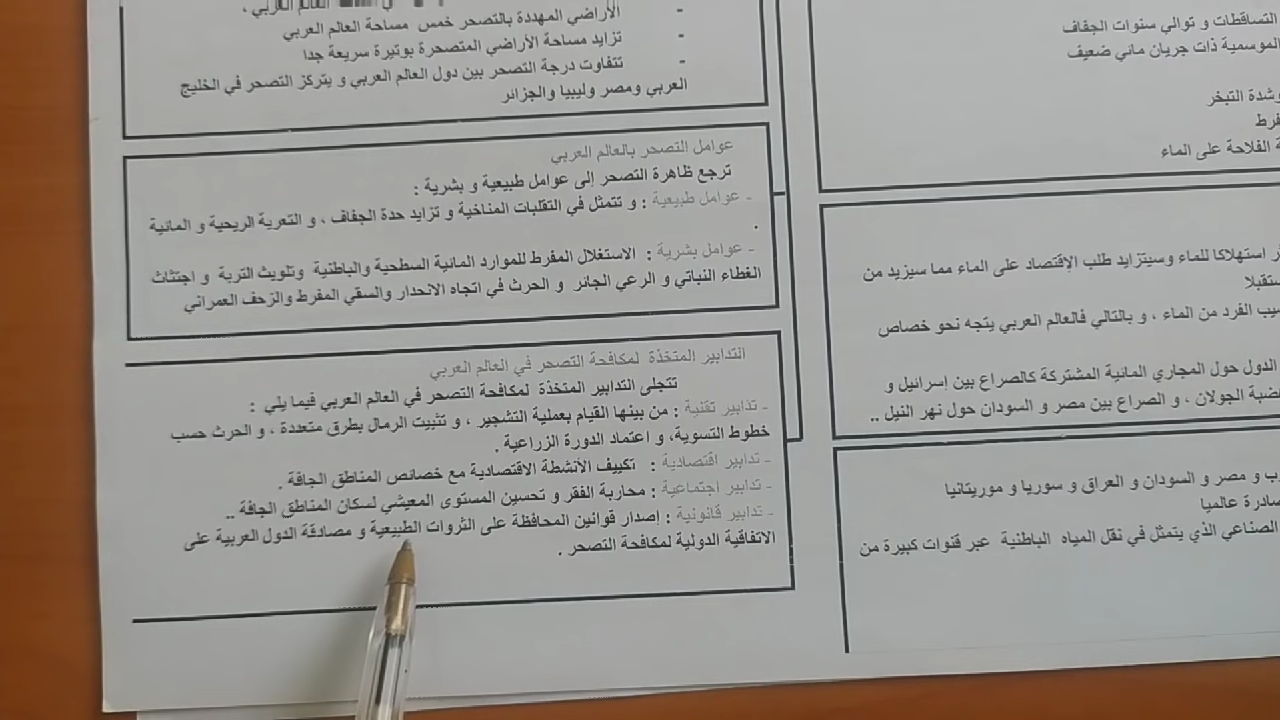 العالم العربي ،
- الأراضي المهددة بالتصحر خمس مساحة العالم العربي
- تزايد مساحة الأراضي المتصحرة بوتيرة سريعة جدا
- تتفاوت درجة التصحر بين دول العالم العربي و يتركز التصحر في الخليج
العربي ومصر وليبيا والجزائر
عوامل التصحر بالعالم العربي
ترجع ظاهرة التصحر إلى عوامل طبيعية و بشرية :
- عوامل طبيعية : و تتمثل في التقلبات المناخية و تزايد حدة الجفاف ، و التعرية الريحية و المائية
.
- عوامل بشرية : الاستغلال المفرط للموارد المائية السطحية والباطنية وتلويث التربة و اجتثاث
الغطاء النباتي و الرعي الجائر و الحرث في اتجاه الانحدار والسقي المفرط والزحف العمراني
التدابير المتخذة لمكافحة التصحر في العالم العربي
تتجلى التدابير المتخذة لمكافحة التصحر في العالم العربي فيما يلي :
- تذابير تقنية : من بينها القيام بعملية التشجير ، و تثبيت الرمال بطرق متعددة ، و الحرث حسب
خطوط التسوية، و اعتماد الدورة الزراعية .
- تدابير اقتصادية : تكييف الأنشطة الاقتصادية مع خصائص المناطق الجافة .
- تدابير اجتماعية : محاربة الفقر و تحسين المستوى المعيشي لسكان المناطق الجافة ..
- تدابير قانونية : إصدار قوانين المحافظة على الثروات الطبيعية و مصادقة الدول العربية على
الاتفاقية الدولية لمكافحة التصحر .
التساقطات و توالي سنوات الجفاف
الموسمية ذات جريان مائي ضعيف
وشدة التبخر
الفلاحة على الماء
استهلاكا للماء وسيتزايد طلب الإقتصاد على الماء مما سيزيد من
الفرد من الماء ، و بالتالي فالعالم العربي يتجه نحو خصاص
الدول حول المجاري المائية المشتركة كالصراع بين إسرائيل و
الجولان ، و الصراع بين مصر و السودان حول نهر النيل ..
و مصر و السودان و العراق و سوريا و موريتانيا
عالميا
الصناعي الذي يتمثل في نقل المياه الباطنية عبر قنوات كبيرة من